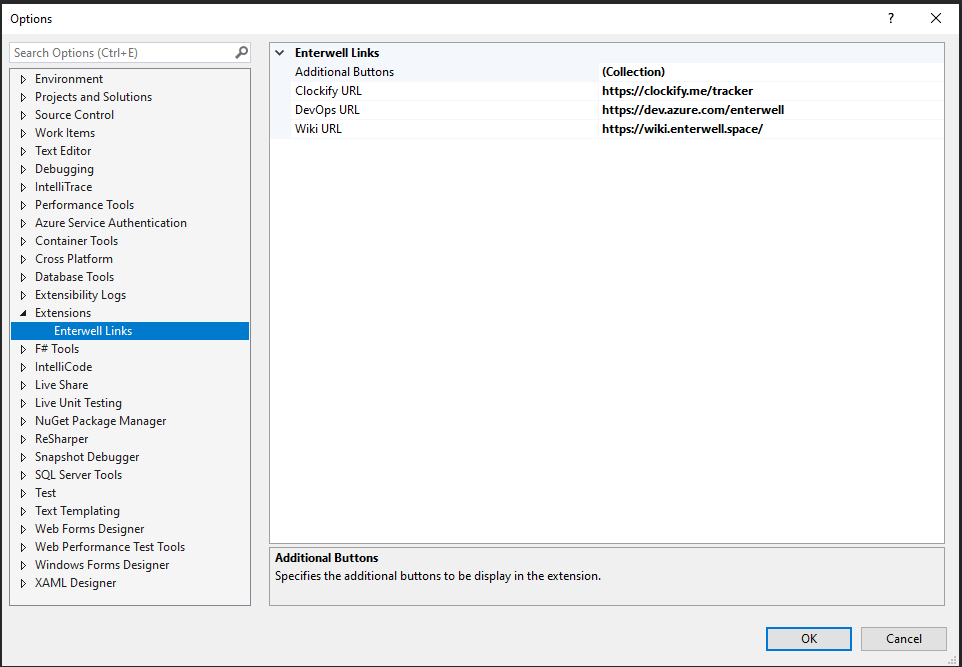 Options
?
Search Options (Ctrl+E)
Environment
Projects and Solutions
Source Control
Work Items
Text Editor
Debugging
IntelliTrace
Performance Tools
Azure Service Authentication
Container Tools
Cross Platform
Database Tools
Extensibility Logs
Extensions
Enterwell Links
F# Tools
IntelliCode
Live Share
Live Unit Testing
NuGet Package Manager
ReSharper
Snapshot Debugger
SQL Server Tools
Test
Text Templating
Web Forms Designer
Web Performance Test Tools
Windows Forms Designer
XAML Designer
Enterwell Links
Additional Buttons (Collection)
Clockify URL https://clockify.me/tracker
DevOps URL https://dev.azure.com/enterwell
Wiki URL https://wiki.enterwell.space/
Additional Buttons
Specifies the additional buttons to be display in the extension.
OK Cancel